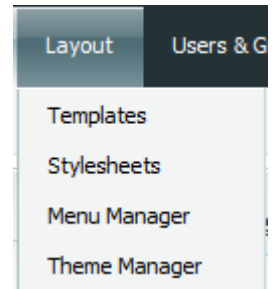 Layout Users & G
Templates
Stylesheets
Menu Manager
Theme Manager